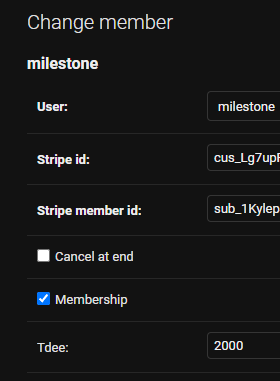 Change member
milestone
User: milestone
Stripe id: cus_Lg7upF
Stripe member id: sub_1Kylep
Cancel at end
Membership
Tdee: 2000